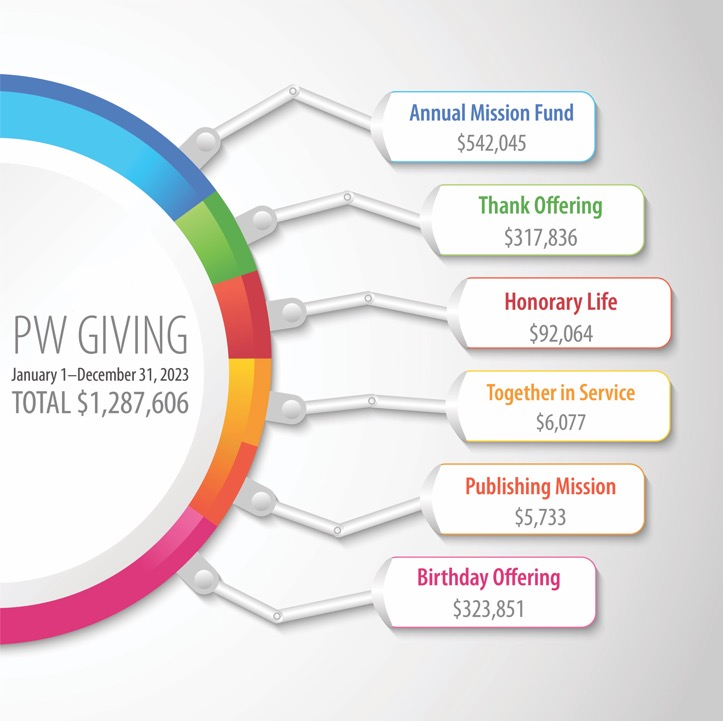 PW GIVING
January 1–December 31, 2023
TOTAL $1,287,606
Annual Mission Fund
$542,045
Thank Offering
$317,836
Honorary Life
$92,064
Together in Service
$6,077
Publishing Mission
$5,733
Birthday Offering
$323,851